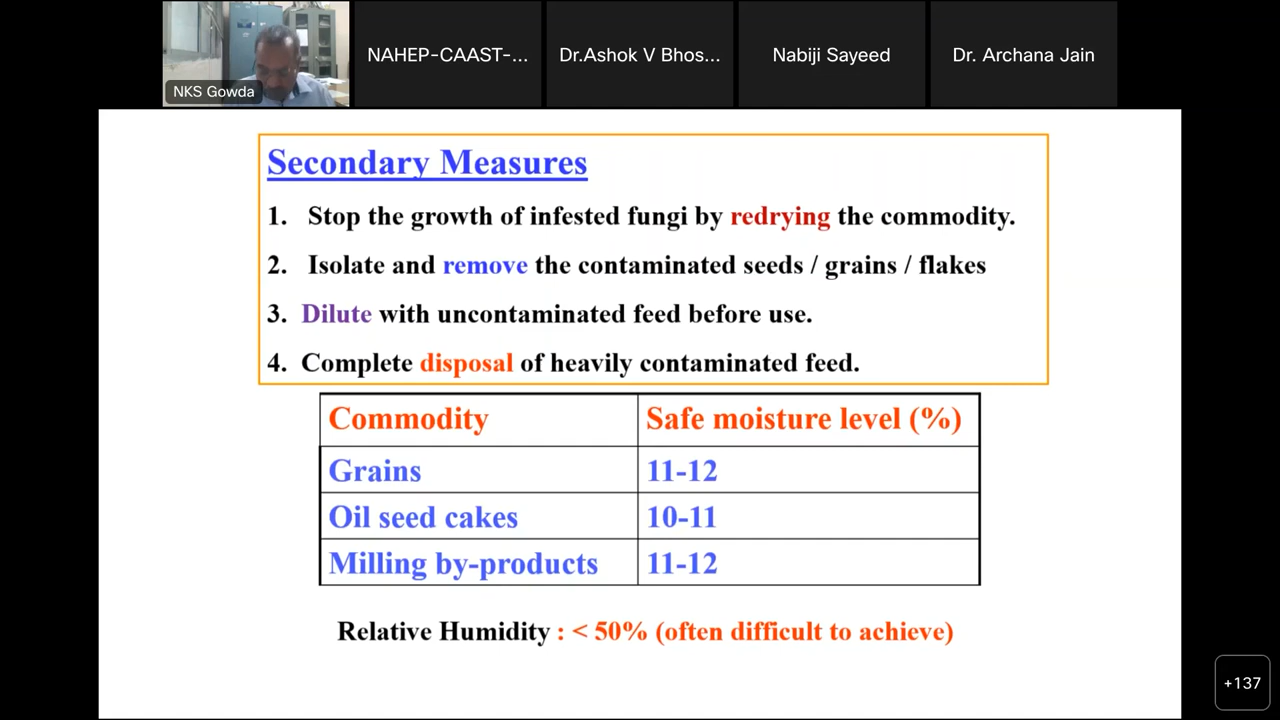 NKS Gowda
NAHEP-CAAST-...
Dr.Ashok V Bhos...
Nabiji Sayeed
Dr. Archana Jain
Secondary Measures
1. Stop the growth of infested fungi by redrying the commodity.
2. Isolate and remove the contaminated seeds / grains / flakes
3. Dilute with uncontaminated feed before use.
4. Complete disposal of heavily contaminated feed.
Commodity Safe moisture level (%)
Grains 11-12
Oil seed cakes 10-11
Milling by-products 11-12
Relative Humidity : < 50% (often difficult to achieve)
+137